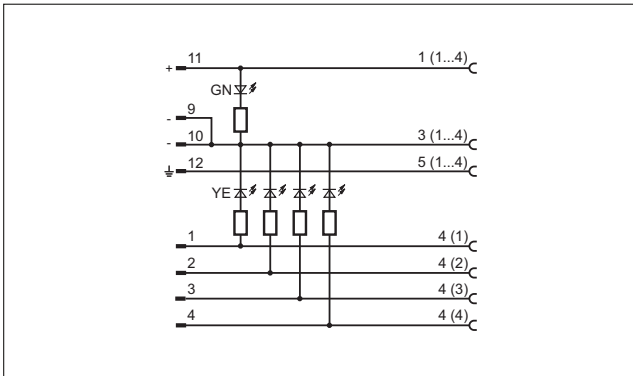 + 11 1 (1...4)
GN
- 9
- 10 3 (1...4)
12 5 (1...4)
YE
1 4 (1)
2 4 (2)
3 4 (3)
4 4 (4)